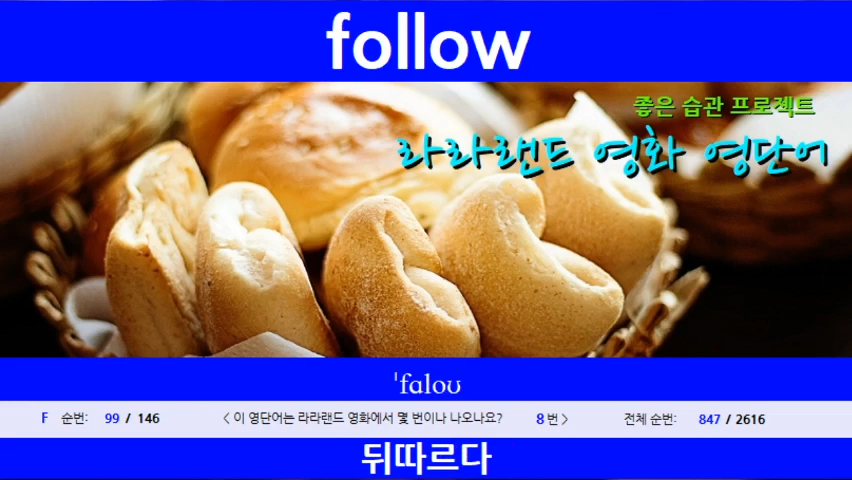 follow
좋은 습관 프로젝트
라라랜드 영화 영단어
ˈfaloʊ
F 순번: 99 / 146 < 이 영단어는 라라랜드 영화에서 몇 번이나 나오나요? 8 번 > 전체 순번: 847 / 2616
뒤따르다